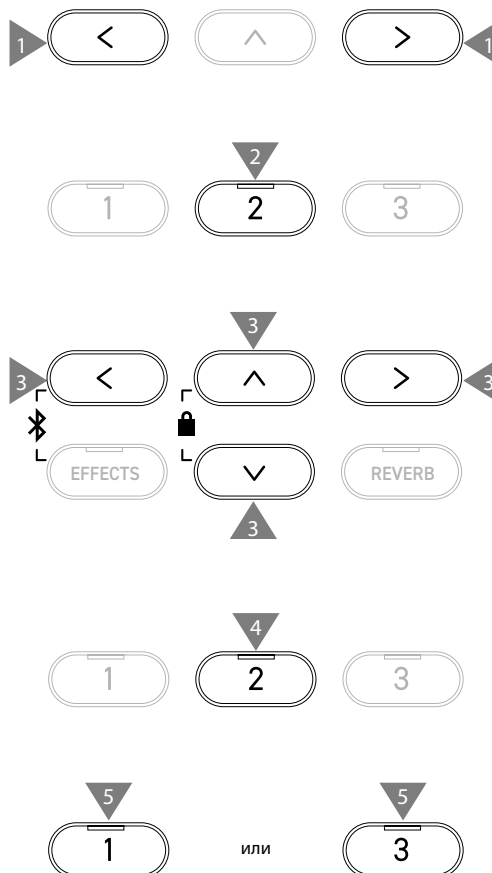 1 < ^ > 1
2
1 2 3
3
3 < ^ > 3
EFFECTS ∨ REVERB
3
4
1 2 3
5 5
1 или 3